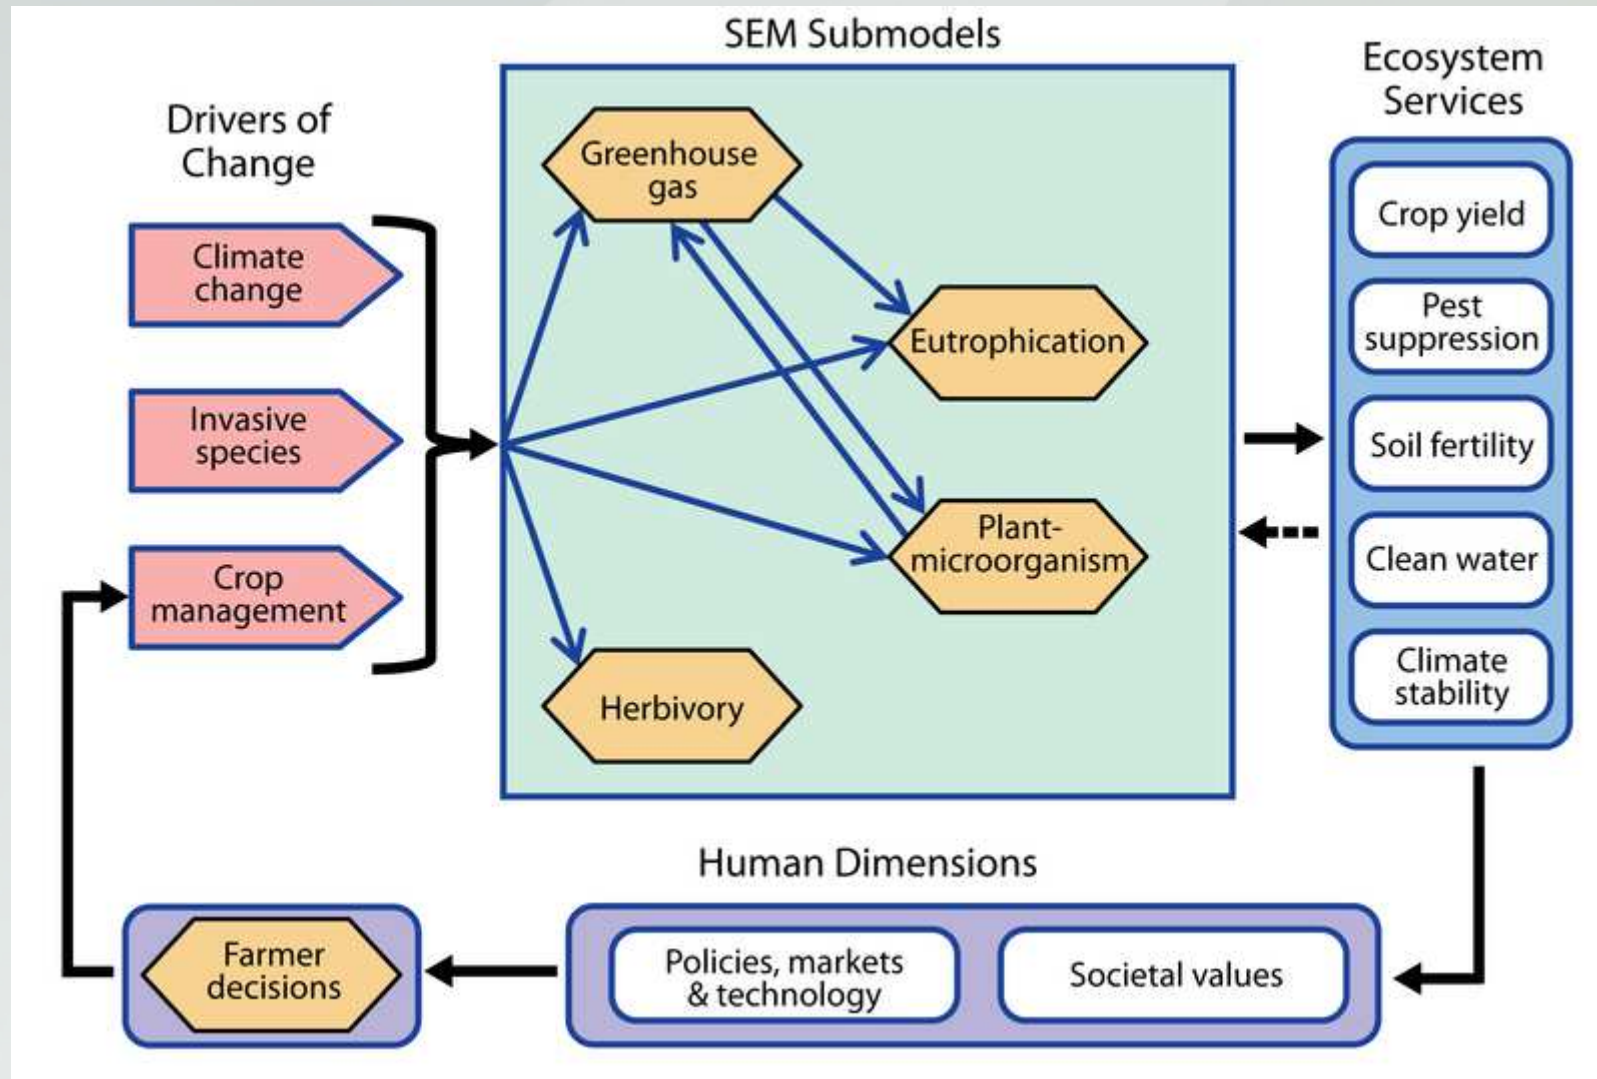 SEM Submodels
Ecosystem
Services
Drivers of
Change
Climate
change
Invasive
species
Crop
management
Greenhouse
gas
Eutrophication
Plant-
microorganism
Herbivory
Crop yield
Pest
suppression
Soil fertility
Clean water
Climate
stability
Human Dimensions
Farmer
decisions
Policies, markets
& technology
Societal values